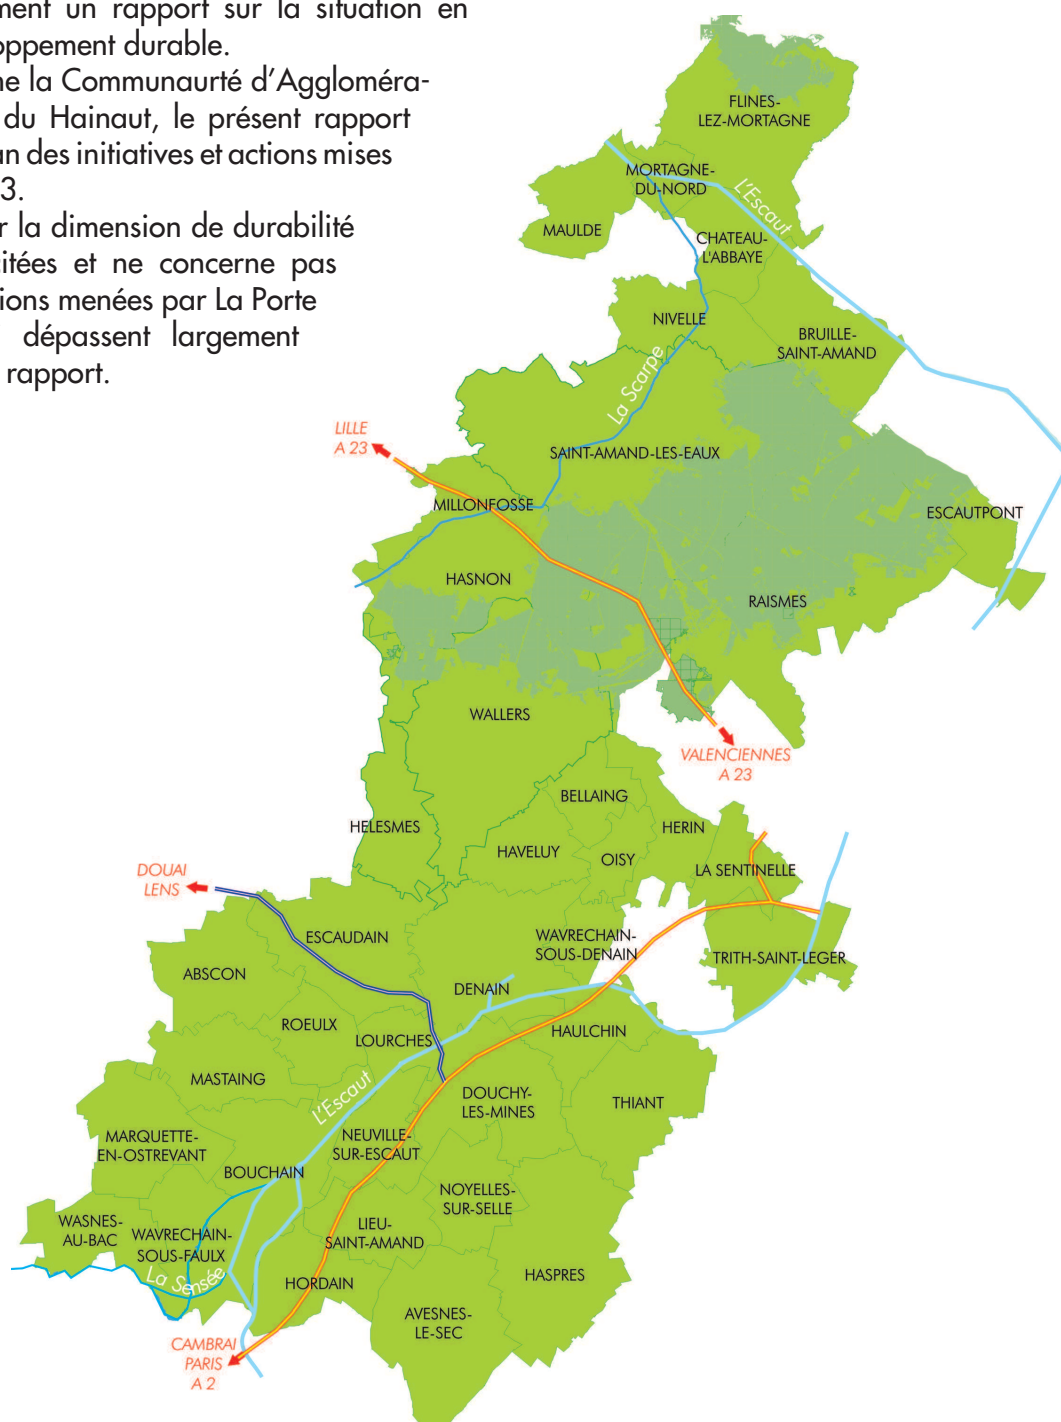 ment un rapport sur la situation en
oppement durable.
ne la Communaurté d'Aggloméra-
du Hainaut, le présent rapport
an des initiatives et actions mises
3.
r la dimension de durabilité
itées et ne concerne pas
ions menées par La Porte
dépassent largement
rapport.
FLINES-
LEZ-MORTAGNE
MORTAGNE-
DU-NORD
L'Escaut
MAULDE
CHATEAU-
L'ABBAYE
NIVELLE
BRUILLE-
SAINT-AMAND
La Scarpe
LILLE
A 23
SAINT-AMAND-LES-EAUX
MILLONFOSSE
ESCAUTPONT
HASNON
RAISMES
WALLERS
VALENCIENNES
A 23
BELLAING
HELESMES
HERIN
HAVELUY
OISY
LA SENTINELLE
DOUAI
LENS
ESCAUDAIN
WAVRECHAIN-
SOUS-DENAIN
TRITH-SAINT-LEGER
ABSCON
DENAIN
ROEULX
LOURCHES
HAULCHIN
MASTAING
L'Escaut
DOUCHY-
LES-MINES
THIANT
MARQUETTE-
EN-OSTREVANT
NEUVILLE-
SUR-ESCAUT
BOUCHAIN
NOYELLES-
SUR-SELLE
WASNES-
AU-BAC
WAVRECHAIN-
SOUS-FAULX
LIEU-
SAINT-AMAND
La Sensée
HORDAIN
HASPRES
AVESNES-
LE-SEC
CAMBRAI
PARIS
A 2